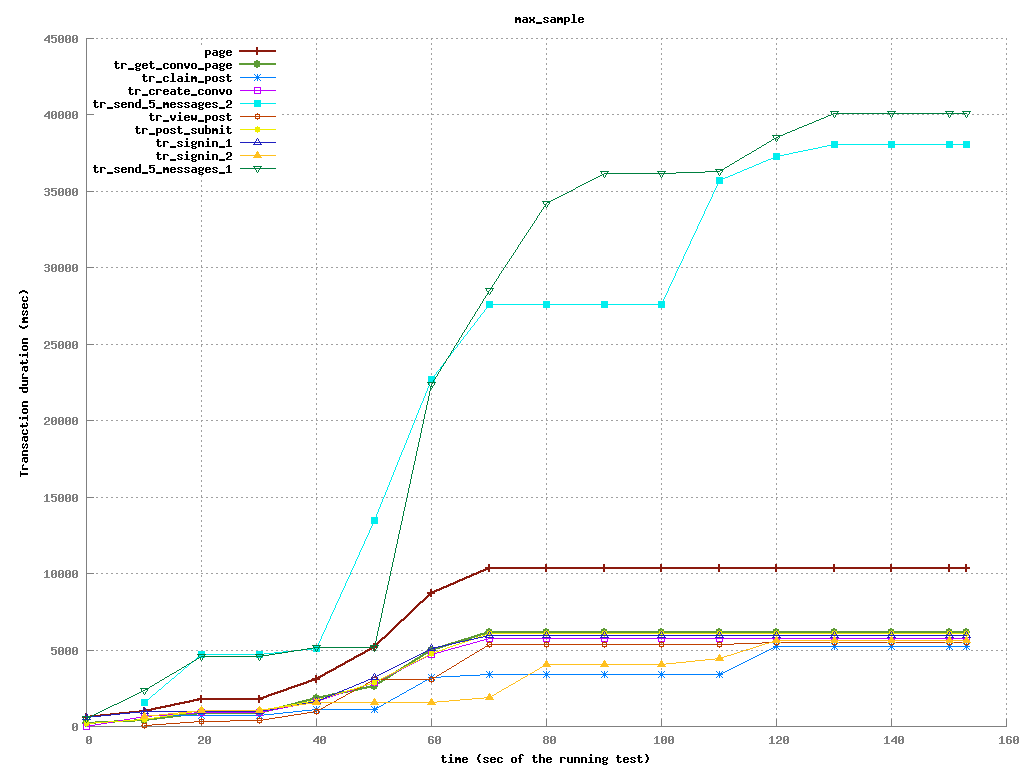 max_sample
45000
40000
35000
30000
25000
20000
15000
10000
5000
0
Transaction duration (msec)
page
tr_get_convo_page
tr_claim_post
tr_create_convo
tr_send_5_messages_2
tr_view_post
tr_post_submit
tr_signin_1
tr_signin_2
tr_send_5_messages_1
0 20 40 60 80 100 120 140 160
time (sec of the running test)